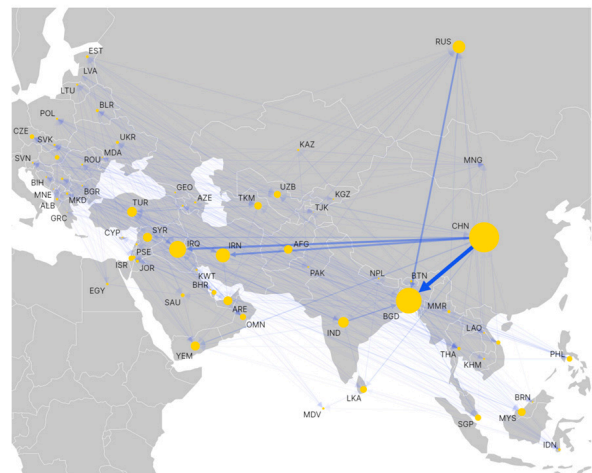 RUS
EST
LVA
LTU
BLR
POL
CZE
UKR
SVK
MDA
KAZ
SVN
ROU
MNG
BIH
GEO
UZB
KGZ
MNE
BGR
AZE
TKM
MKD
TUR
TJK
ALB
GRC
CHN
SYR
CYP
IRQ
IRN
AFG
PSE
ISR
JOR
PAK
NPL
BTN
KWT
BHR
EGY
SAU
MMR
ARE
BGD
OMN
IND
LAO
YEM
THA
PHL
KHM
LKA
BRN
MDV
MYS
SGP
IDN